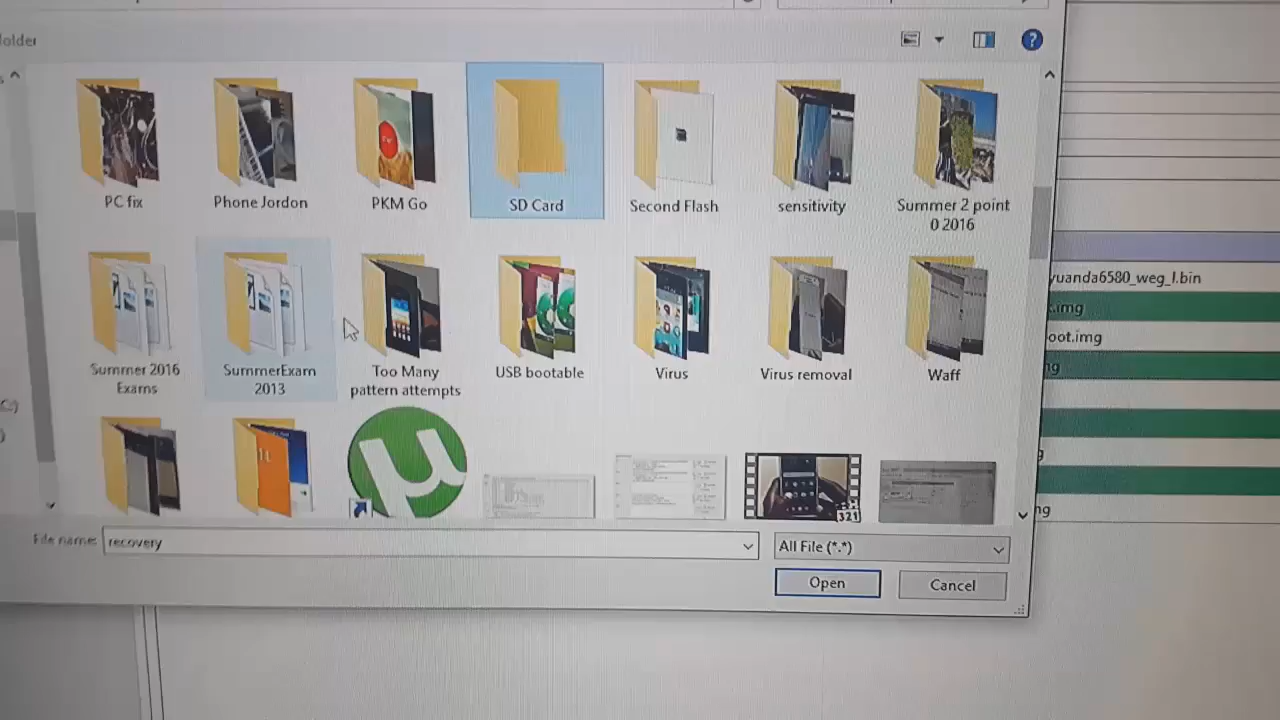 older
PC fix
Phone Jordon
PKM Go
SD Card
Second Flash
sensitivity
Summer 2 point
0 2016
yuanda6580_weg_l.bin
.img
oot.img
Summer 2016
Exams
SummerExam
2013
Too Many
pattern attempts
USB bootable
Virus
Virus removal
Waff
321
File name:
recovery
All File (*.*)
Open
Cancel